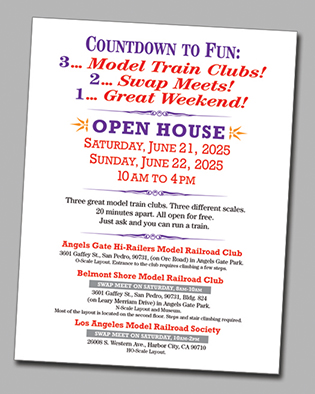 COUNTDOWN TO FUN:
3... Model Train Clubs!
2... Swap Meets!
1... Great Weekend!
OPEN HOUSE
SATURDAY, JUNE 21, 2025
SUNDAY, JUNE 22, 2025
10 AM TO 4 PM
Three great model train clubs. Three different scales.
20 minutes apart. All open for free.
Just ask and you can run a train.
Angels Gate Hi-Railers Model Railroad Club
3601 Gaffey St., San Pedro, 90731, (on Ore Road) in Angels Park.
O-Scale Layout. Entrance to the club requires climbing a few steps.
Belmont Shore Model Railroad Club
SWAP MEET ON SATURDAY, 8AM-10AM
3601 Gaffey St., San Pedro, 90731, Bldg. 824
(on Leary Merriam Drive) in Angels Gate Park.
N-Scale Layout and Museum.
Most of the layout is located on the second floor. Steps and stair climbing required.
Los Angeles Model Railroad Society
SWAP MEET ON SATURDAY, 10AM-2PM
26008 S. Western Ave., Harbor City, CA 90710
HO-Scale Layout.